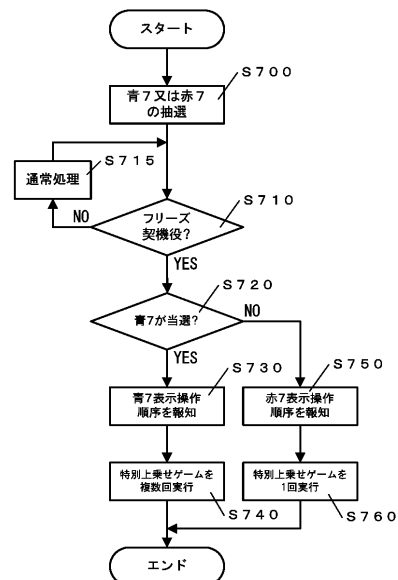 スタート
S700
青7又は赤7
の抽選
S715
通常処理
S710
NO
フリーズ
契機役?
YES
S720
青7が当選?
NO
YES
S730
S750
青7表示操作
順序を報知
赤7表示操作
順序を報知
特別上乗せゲームを
複数回実行
特別上乗せゲームを
1回実行
S740
S760
エンド